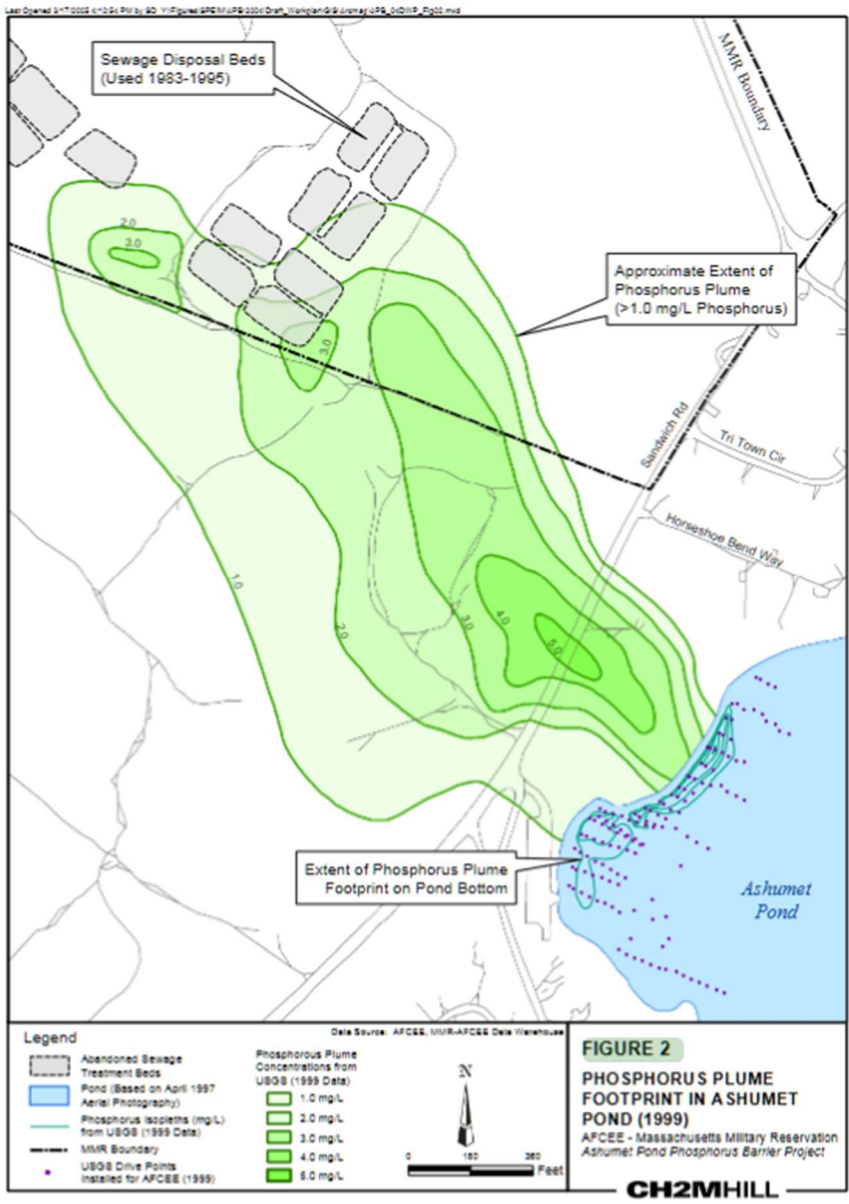 Sewage Disposal Beds
(Used 1983-1995)
MMR Boundary
2.0
3.0
Approximate Extent of
Phosphorus Plume
(>1.0 mg/L Phosphorus)
3.0
Sandwich Rd
Tri Town Cir
Horseshoe Bend Way
1.0
2.0
3.0
4.0
5.0
Extent of Phosphorus Plume
Footprint on Pond Bottom
Ashumet
Pond
Legend
Data Source: AFCEE, MMR-AFCEE Data Warehouse
Abandoned Sewage
Treatment Beds
Pond (Based on April 1997
Aerial Photography)
Phosphorus Isopleths (mg/L)
from USGS (1999 Data)
MMR Boundary
USGS Drive Points
Installed for AFCEE (1999)
Phosphorous Plume
Concentrations from
USGS (1999 Data)
1.0 mg/L
2.0 mg/L
3.0 mg/L
4.0 mg/L
5.0 mg/L
N
0
Feet
FIGURE 2
PHOSPHORUS PLUME
FOOTPRINT IN ASHUMET
POND (1999)
AFCEE - Massachusetts Military Reservation
Ashumet Pond Phosphorus Barrier Project
CH2MHILL